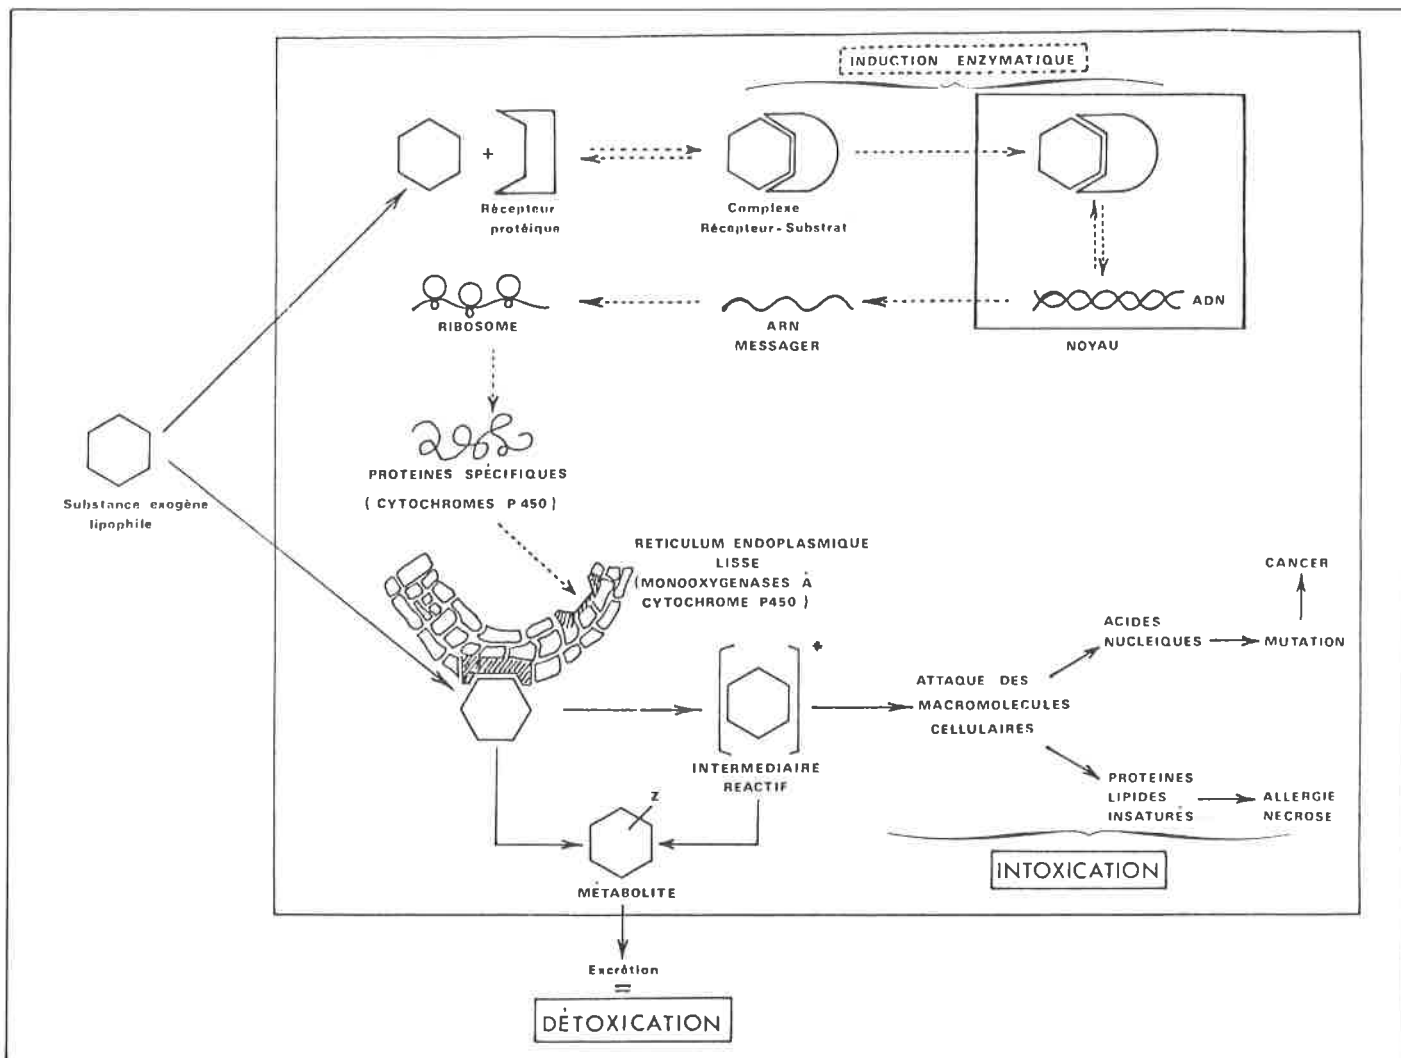 INDUCTION ENZYMATIQUE
+
Récepteur
protéique
Complexe
Récepteur-Substrat
ADN
RIBOSOME
ARN
MESSAGER
NOYAU
Substance exogène
lipophile
PROTEINES SPÉCIFIQUES
( CYTOCHROMES P 450 )
RETICULUM ENDOPLASMIQUE
LISSE
(MONOOXYGENASES À
CYTOCHROME P450 )
CANCER
ACIDES
NUCLEIQUES
MUTATION
ATTAQUE DES
MACROMOLECULES
CELLULAIRES
INTERMEDIAIRE
REACTIF
PROTEINES
LIPIDES
INSATURÉS
ALLERGIE
NECROSE
Z
MÉTABOLITE
INTOXICATION
Excrétion
=
DÉTOXICATION